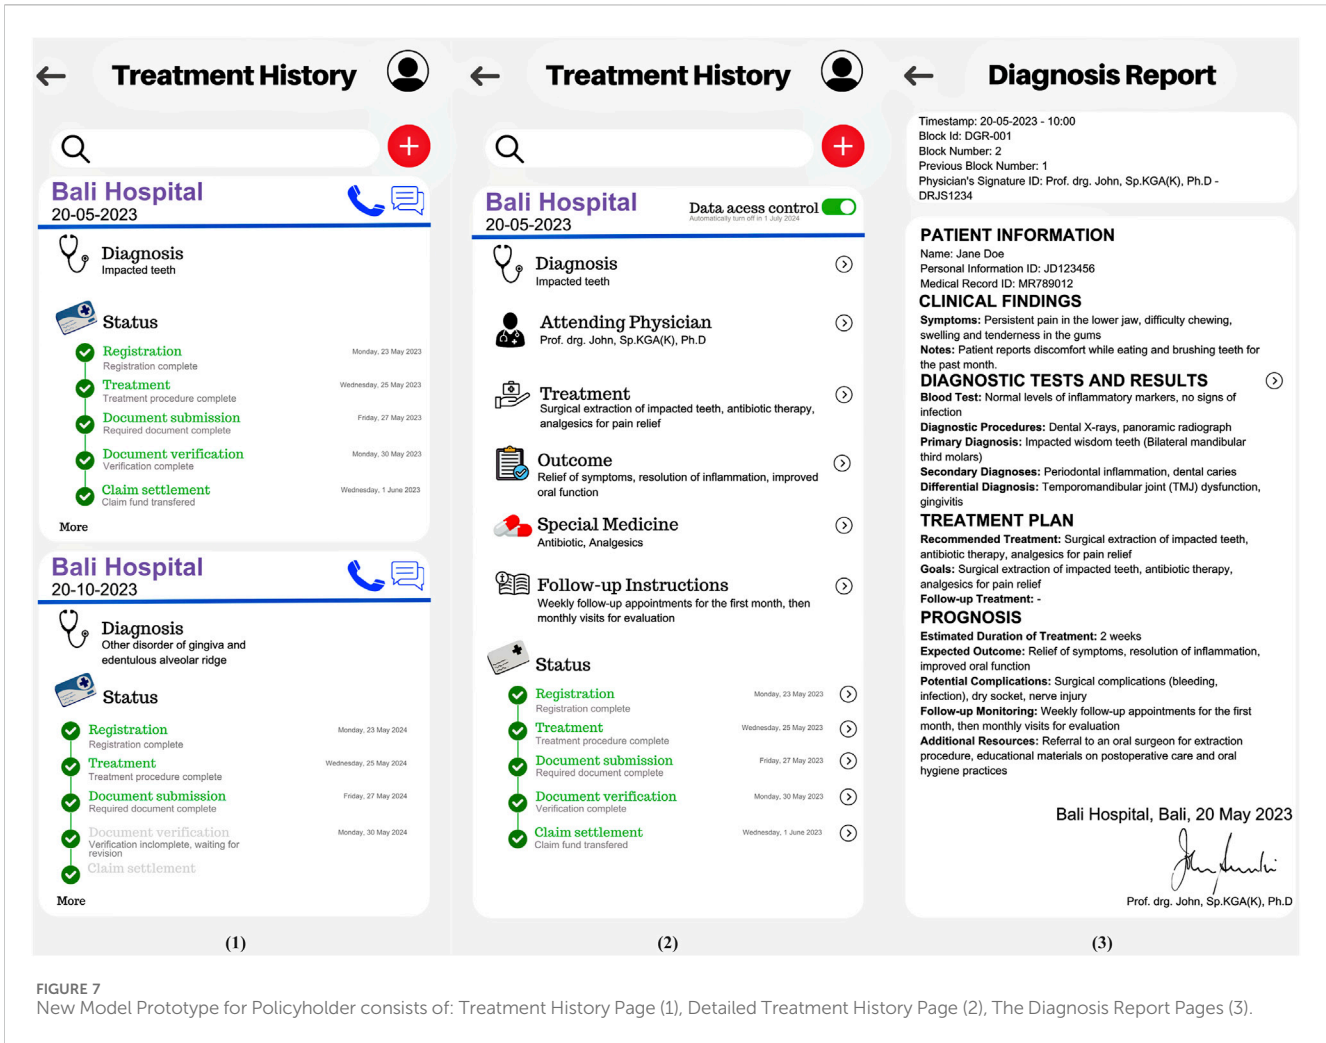 Treatment History
Bali Hospital
20-05-2023
Diagnosis
Impacted teeth
Status
Registration
Monday, 23 May 2023
Registration complete
Treatment
Wednesday, 25 May 2023
Treatment procedure complete
Document submission
Friday, 27 May 2023
Required document complete
Document verification
Monday, 30 May 2023
Verification complete
Claim settlement
Wednesday, 1 June 2023
Claim fund transfered
More
Bali Hospital
20-10-2023
Diagnosis
Other disorder of gingiva and
edentulous alveolar ridge
Status
Registration
Monday, 23 May 2024
Registration complete
Treatment
Wednesday, 25 May 2024
Treatment procedure complete
Document submission
Friday, 27 May 2024
Required document complete
Document verification
Monday, 30 May 2024
Verification inclomplete, waiting for
revision
Claim settlement
More
(1)
Treatment History
Bali Hospital
20-05-2023
Data acess control
Automatically turn off in 1 July 2024
Diagnosis
Impacted teeth
Attending Physician
Prof. drg. John, Sp.KGA(K), Ph.D
Treatment
Surgical extraction of impacted teeth, antibiotic therapy,
analgesics for pain relief
Outcome
Relief of symptoms, resolution of inflammation, improved
oral function
Special Medicine
Antibiotic, Analgesics
Follow-up Instructions
Weekly follow-up appointments for the first month, then
monthly visits for evaluation
Status
Registration
Monday, 23 May 2023
Registration complete
Treatment
Wednesday, 25 May 2023
Treatment procedure complete
Document submission
Friday, 27 May 2023
Required document complete
Document verification
Monday, 30 May 2023
Verification complete
Claim settlement
Wednesday, 1 June 2023
Claim fund transfered
(2)
Diagnosis Report
Timestamp: 20-05-2023 - 10:00
Block Id: DGR-001
Block Number: 2
Previous Block Number: 1
Physician's Signature ID: Prof. drg. John, Sp.KGA(K), Ph.D -
DRJS1234
PATIENT INFORMATION
Name: Jane Doe
Personal Information ID: JD123456
Medical Record ID: MR789012
CLINICAL FINDINGS
Symptoms: Persistent pain in the lower jaw, difficulty chewing,
swelling and tenderness in the gums
Notes: Patient reports discomfort while eating and brushing teeth for
the past month.
DIAGNOSTIC TESTS AND RESULTS
Blood Test: Normal levels of inflammatory markers, no signs of
infection
Diagnostic Procedures: Dental X-rays, panoramic radiograph
Primary Diagnosis: Impacted wisdom teeth (Bilateral mandibular
third molars)
Secondary Diagnoses: Periodontal inflammation, dental caries
Differential Diagnosis: Temporomandibular joint (TMJ) dysfunction,
gingivitis
TREATMENT PLAN
Recommended Treatment: Surgical extraction of impacted teeth,
antibiotic therapy, analgesics for pain relief
Goals: Surgical extraction of impacted teeth, antibiotic therapy,
analgesics for pain relief
Follow-up Treatment: -
PROGNOSIS
Estimated Duration of Treatment: 2 weeks
Expected Outcome: Relief of symptoms, resolution of inflammation,
improved oral function
Potential Complications: Surgical complications (bleeding,
infection), dry socket, nerve injury
Follow-up Monitoring: Weekly follow-up appointments for the first
month, then monthly visits for evaluation
Additional Resources: Referral to an oral surgeon for extraction
procedure, educational materials on postoperative care and oral
hygiene practices
Bali Hospital, Bali, 20 May 2023
Prof. drg. John, Sp.KGA(K), Ph.D
(3)
FIGURE 7
New Model Prototype for Policyholder consists of: Treatment History Page (1), Detailed Treatment History Page (2), The Diagnosis Report Pages (3).